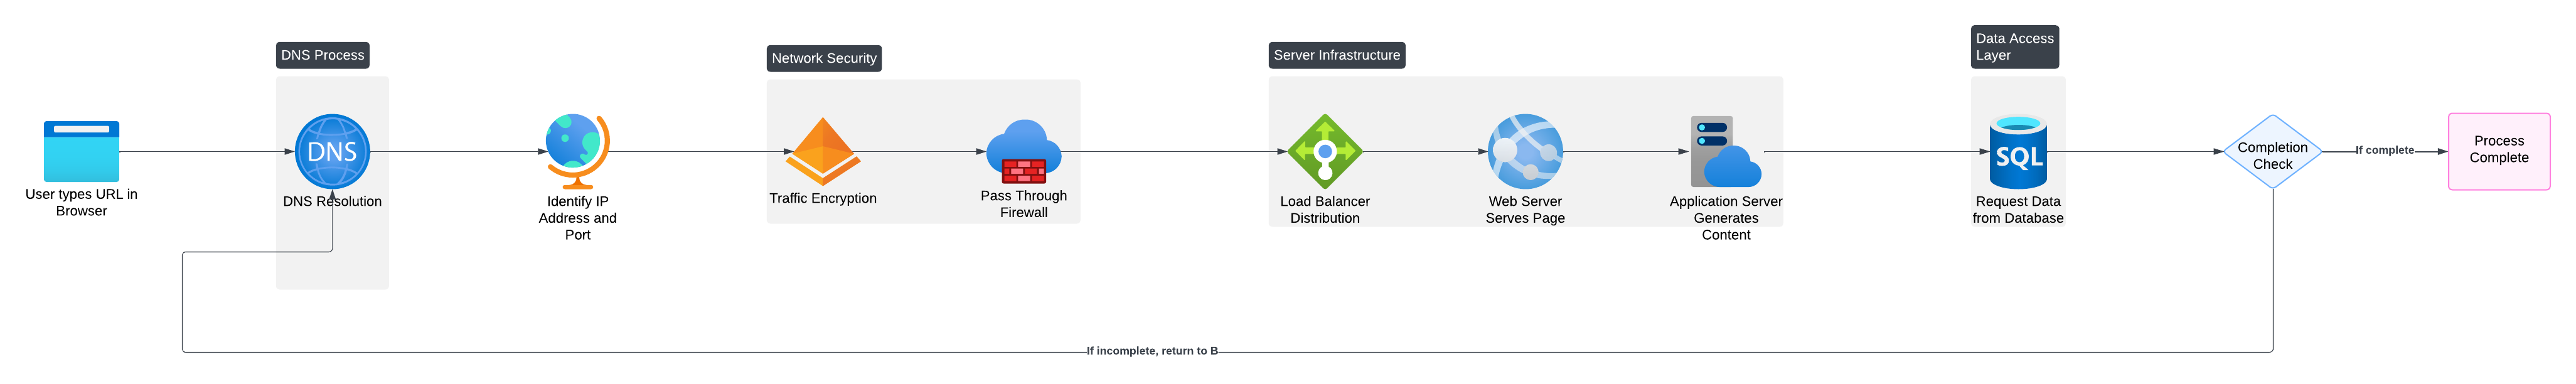 DNS Process
Network Security
Server Infrastructure
Data Access
Layer
DNS
SQL
User types URL in
Browser
DNS Resolution
Identify IP
Address and
Port
Traffic Encryption
Pass Through
Firewall
Load Balancer
Distribution
Web Server
Serves Page
Application Server
Generates
Content
Request Data
from Database
Completion
Check
If complete
Process
Complete
If incomplete, return to B